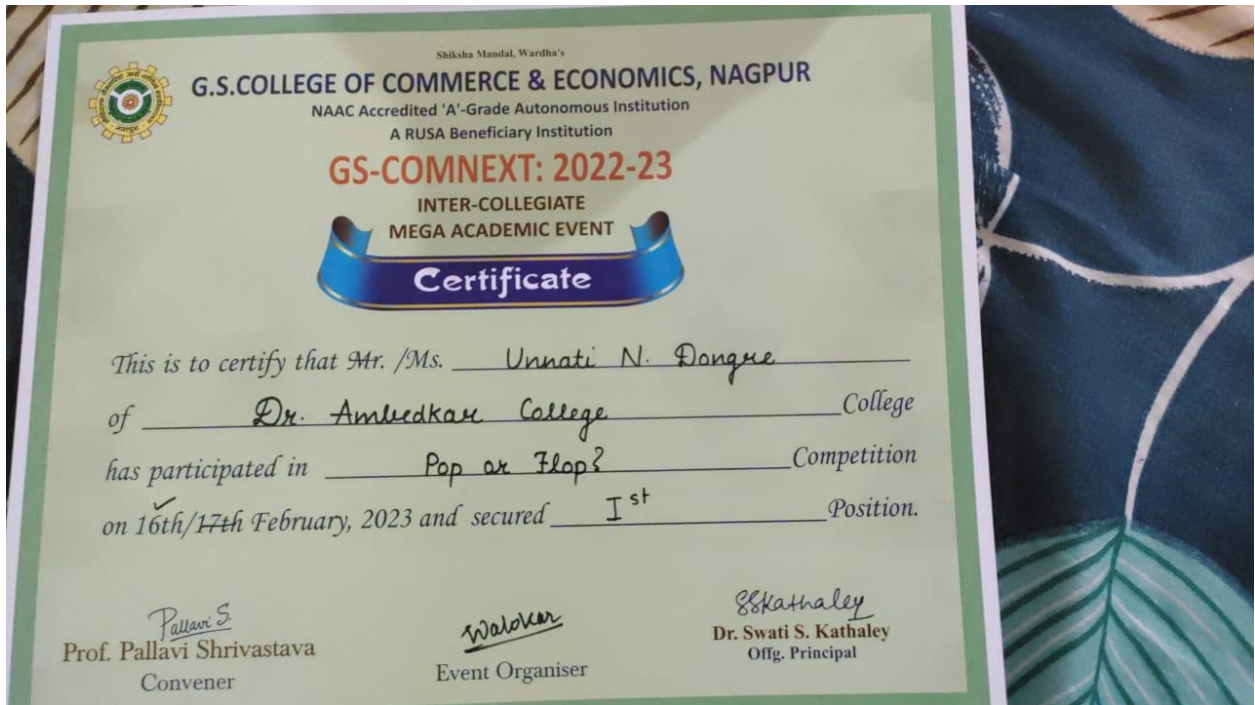 Shiksha Mandal, Wardha's
G.S.COLLEGE OF COMMERCE & ECONOMICS, NAGPUR
NAAC Accredited 'A'-Grade Autonomous Institution
A RUSA Beneficiary Institution
GS-COMNEXT: 2022-23
INTER-COLLEGIATE
MEGA ACADEMIC EVENT
Certificate
This is to certify that Mr. /Ms. Unnati N. Dongre
of Dr. Ambedkar College College
has participated in Pop or Flop? Competition
on 16th/17th February, 2023 and secured Ist Position.
Pallavi S.
Prof. Pallavi Shrivastava
Convener
Walokar
Event Organiser
SSKathaley
Dr. Swati S. Kathaley
Offg. Principal